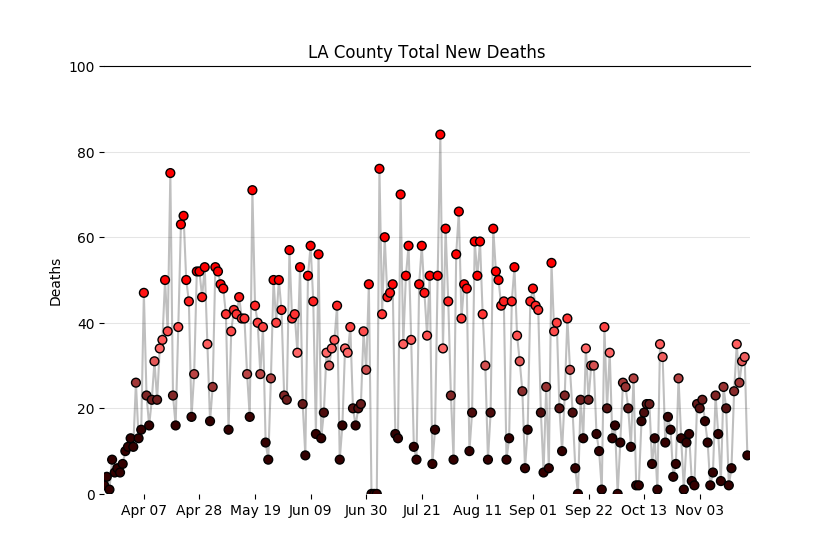 LA County Total New Deaths
100
80
60
40
20
0
Deaths
Apr 07 Apr 28 May 19 Jun 09 Jun 30 Jul 21 Aug 11 Sep 01 Sep 22 Oct 13 Nov 03